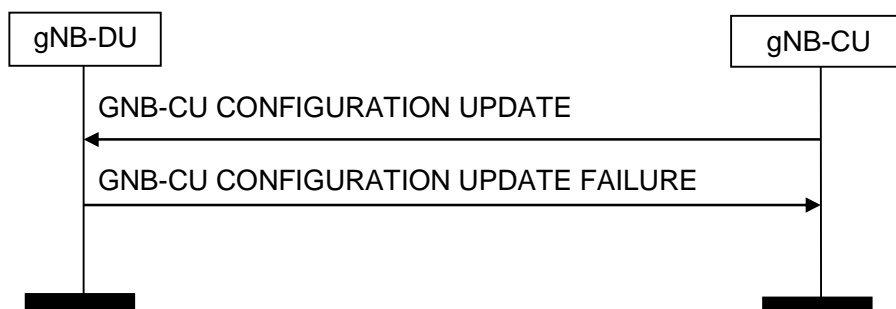 gNB-DU
gNB-CU
GNB-CU CONFIGURATION UPDATE
GNB-CU CONFIGURATION UPDATE FAILURE